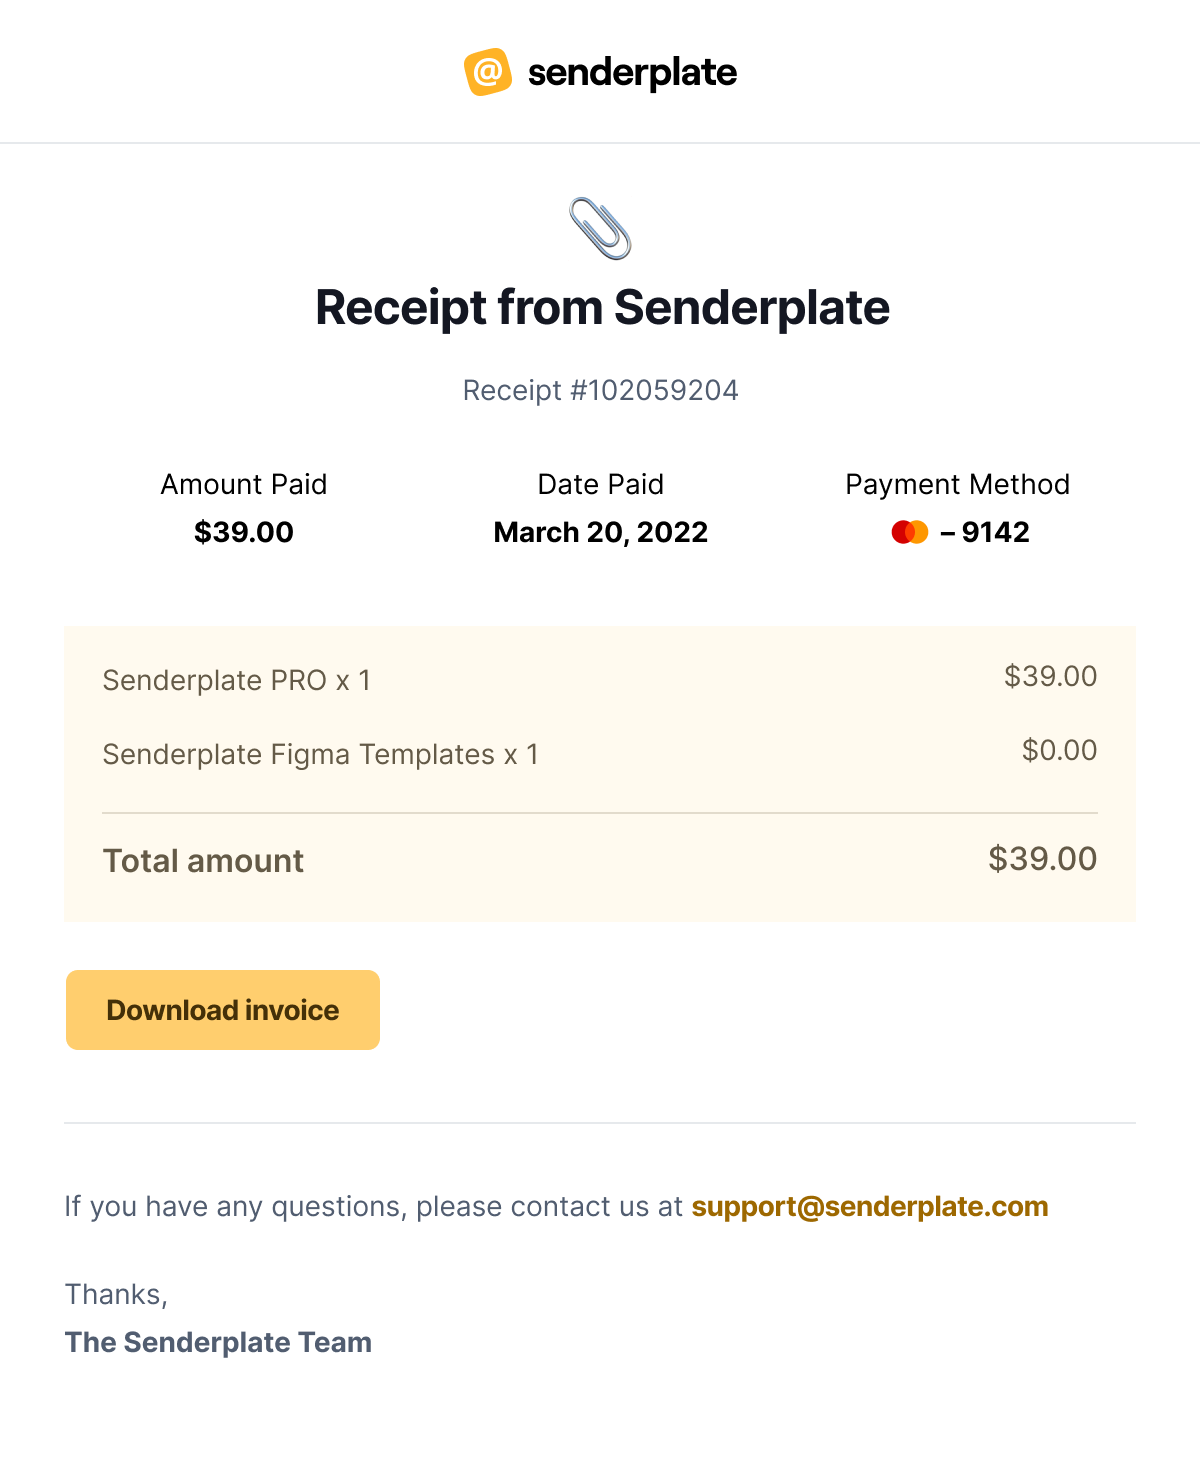 @ senderplate
Receipt from Senderplate
Receipt #102059204
Amount Paid Date Paid Payment Method
$39.00 March 20, 2022 – 9142
Senderplate PRO x 1 $39.00
Senderplate Figma Templates x 1 $0.00
Total amount $39.00
Download invoice
If you have any questions, please contact us at support@senderplate.com
Thanks,
The Senderplate Team